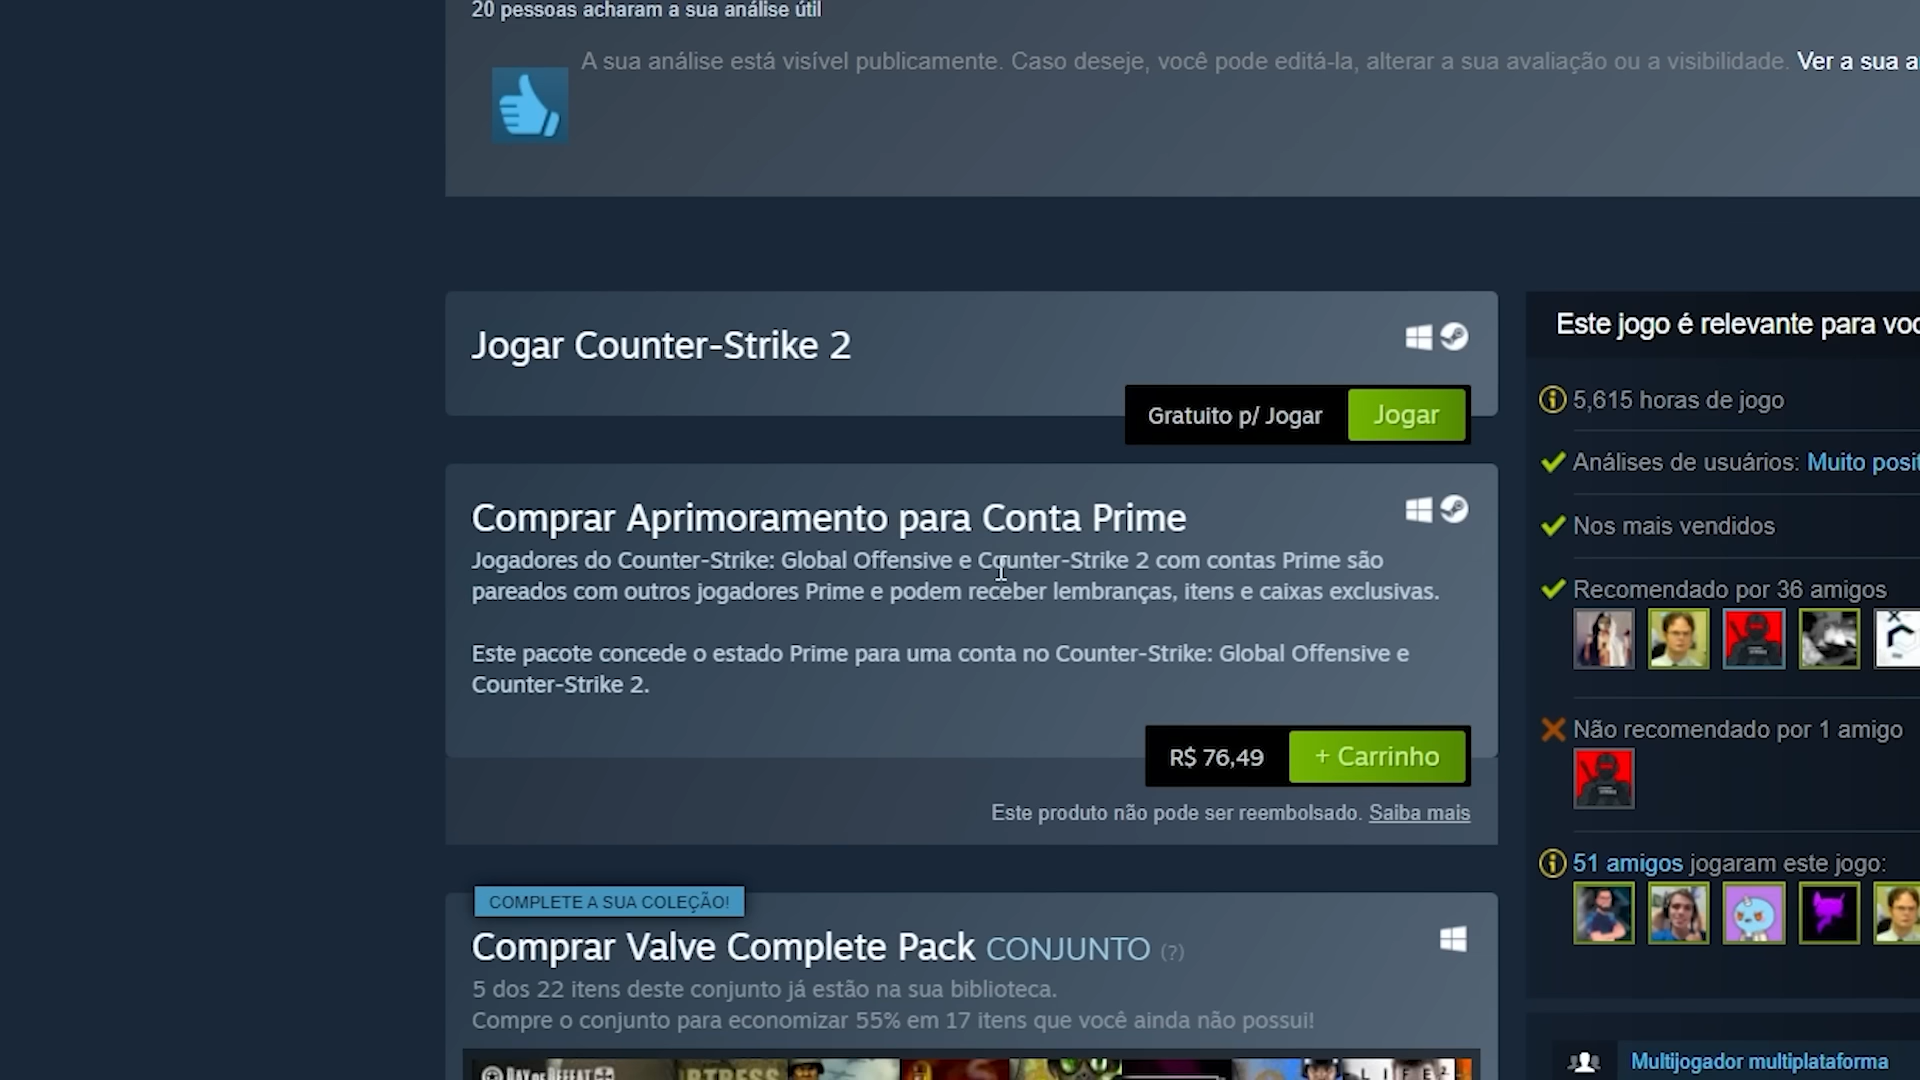 20 pessoas acharam a sua análise útil
A sua análise está visível publicamente. Caso deseje, você pode editá-la, alterar a sua avaliação ou a visibilidade. Ver a sua a
Jogar Counter-Strike 2
Gratuito p/ Jogar Jogar
Comprar Aprimoramento para Conta Prime
Jogadores do Counter-Strike: Global Offensive e Counter-Strike 2 com contas Prime são
pareados com outros jogadores Prime e podem receber lembranças, itens e caixas exclusivas.
Este pacote concede o estado Prime para uma conta no Counter-Strike: Global Offensive e
Counter-Strike 2.
R$ 76,49 + Carrinho
Este produto não pode ser reembolsado. Saiba mais
COMPLETE A SUA COLEÇÃO!
Comprar Valve Complete Pack CONJUNTO (?)
5 dos 22 itens deste conjunto já estão na sua biblioteca.
Compre o conjunto para economizar 55% em 17 itens que você ainda não possui!
Este jogo é relevante para voc
5,615 horas de jogo
Análises de usuários: Muito posit
Nos mais vendidos
Recomendado por 36 amigos
Não recomendado por 1 amigo
51 amigos jogaram este jogo:
Multijogador multiplataforma